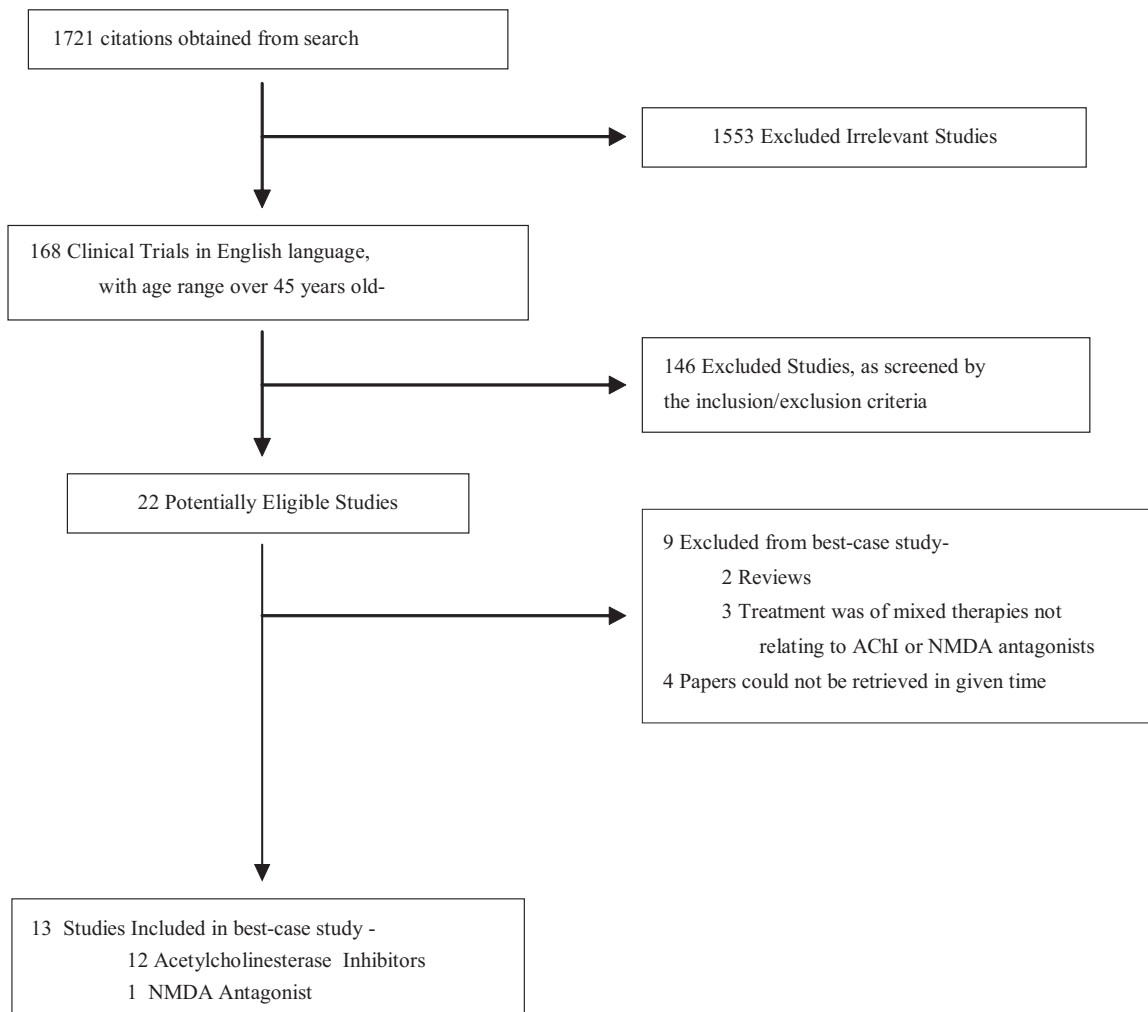 1721 citations obtained from search
1553 Excluded Irrelevant Studies
168 Clinical Trials in English language,
with age range over 45 years old-
146 Excluded Studies, as screened by
the inclusion/exclusion criteria
22 Potentially Eligible Studies
9 Excluded from best-case study-
2 Reviews
3 Treatment was of mixed therapies not
relating to AChI or NMDA antagonists
4 Papers could not be retrieved in given time
13 Studies Included in best-case study -
12 Acetylcholinesterase Inhibitors
1 NMDA Antagonist